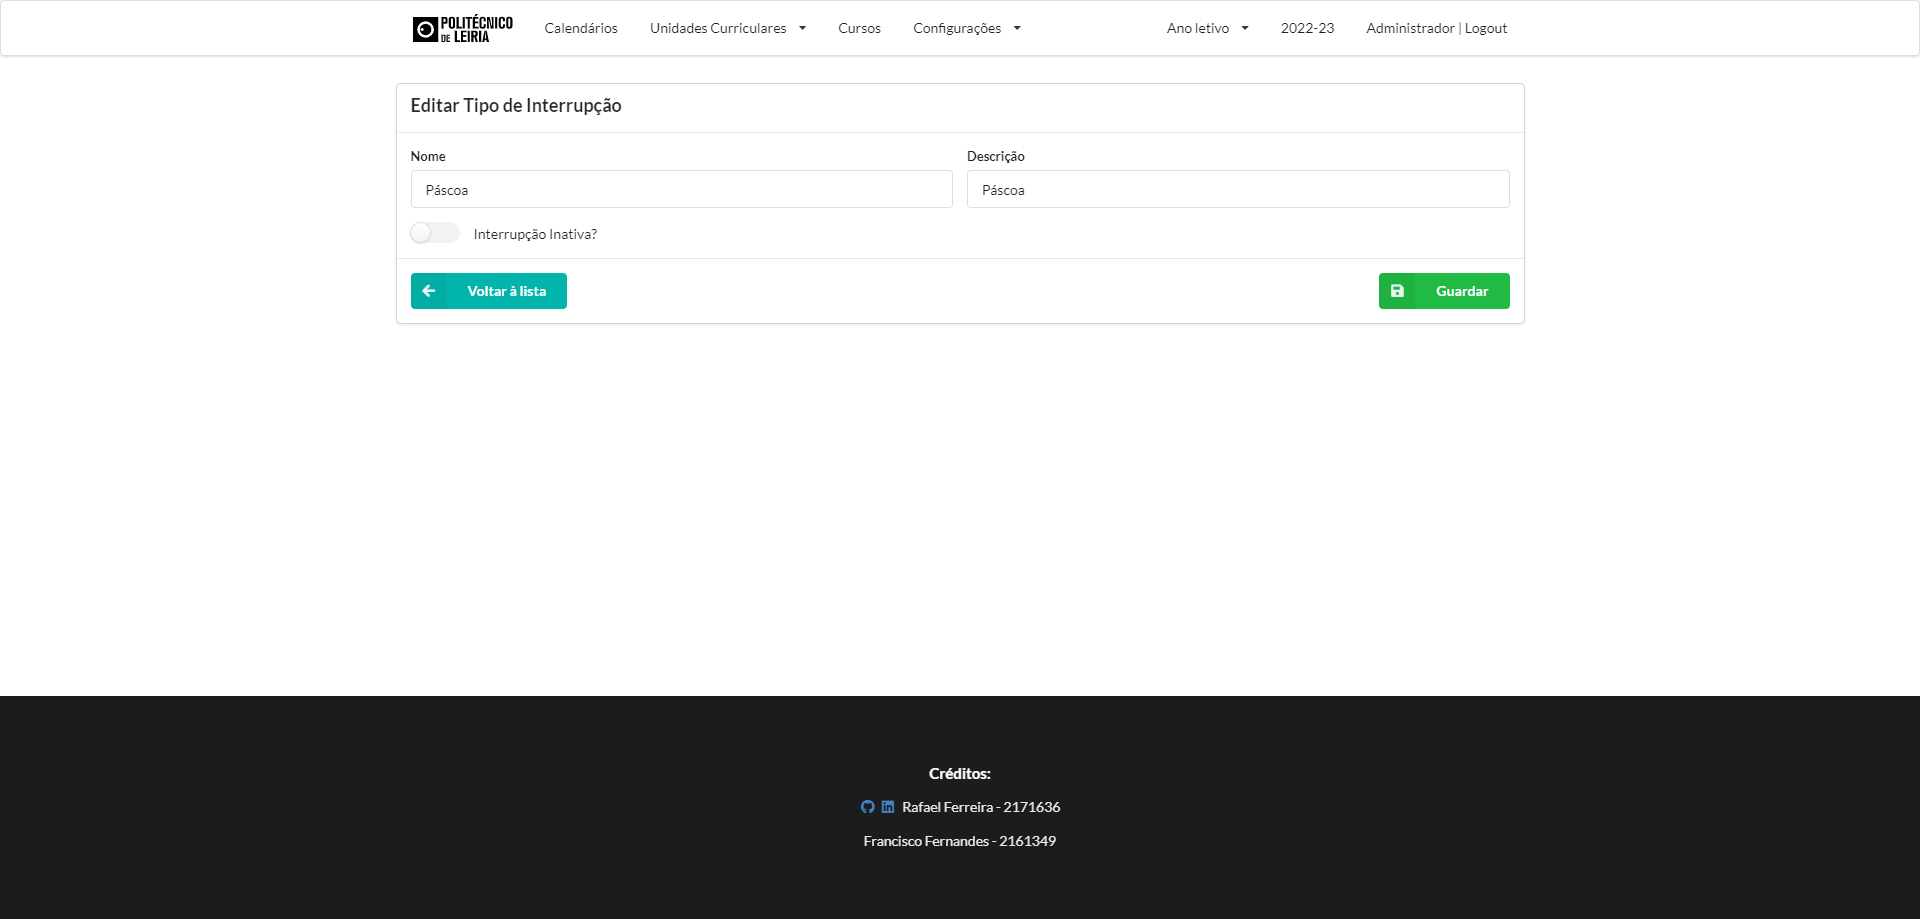 POLITÉCNICO
DE LEIRIA
Calendários Unidades Curriculares Cursos Configurações Ano letivo 2022-23 Administrador | Logout
Editar Tipo de Interrupção
Nome Descrição
Páscoa Páscoa
Interrupção Inativa?
Voltar à lista Guardar
Créditos:
Rafael Ferreira - 2171636
Francisco Fernandes - 2161349